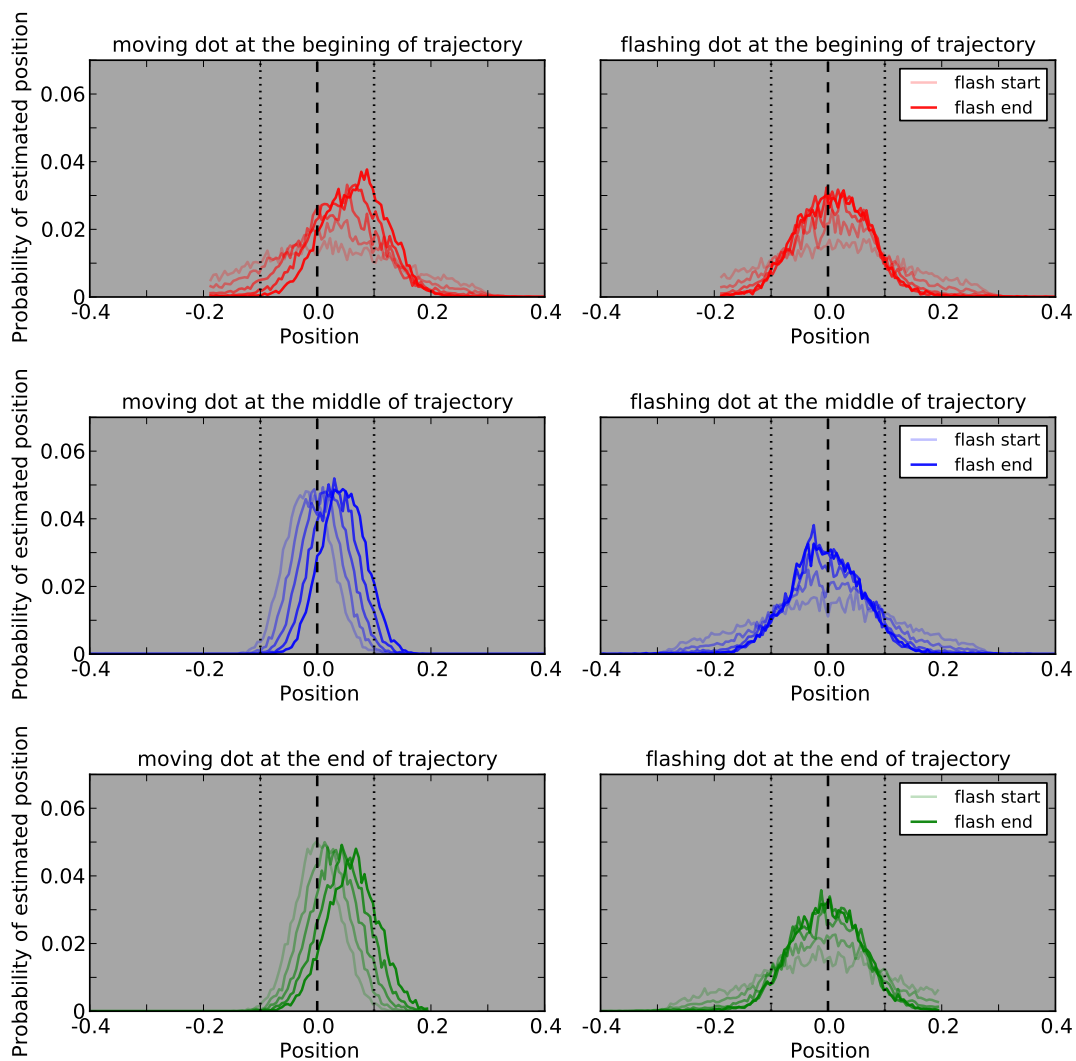 moving dot at the begining of trajectory
Probability of estimated position
0.06
0.04
0.02
0
-0.4
-0.2
0.0
0.2
0.4
Position
flashing dot at the begining of trajectory
flash start
flash end
-0.4
-0.2
0.0
0.2
0.4
Position
moving dot at the middle of trajectory
Probability of estimated position
0.06
0.04
0.02
0
-0.4
-0.2
0.0
0.2
0.4
Position
flashing dot at the middle of trajectory
flash start
flash end
-0.4
-0.2
0.0
0.2
0.4
Position
moving dot at the end of trajectory
Probability of estimated position
0.06
0.04
0.02
0
-0.4
-0.2
0.0
0.2
0.4
Position
flashing dot at the end of trajectory
flash start
flash end
-0.4
-0.2
0.0
0.2
0.4
Position